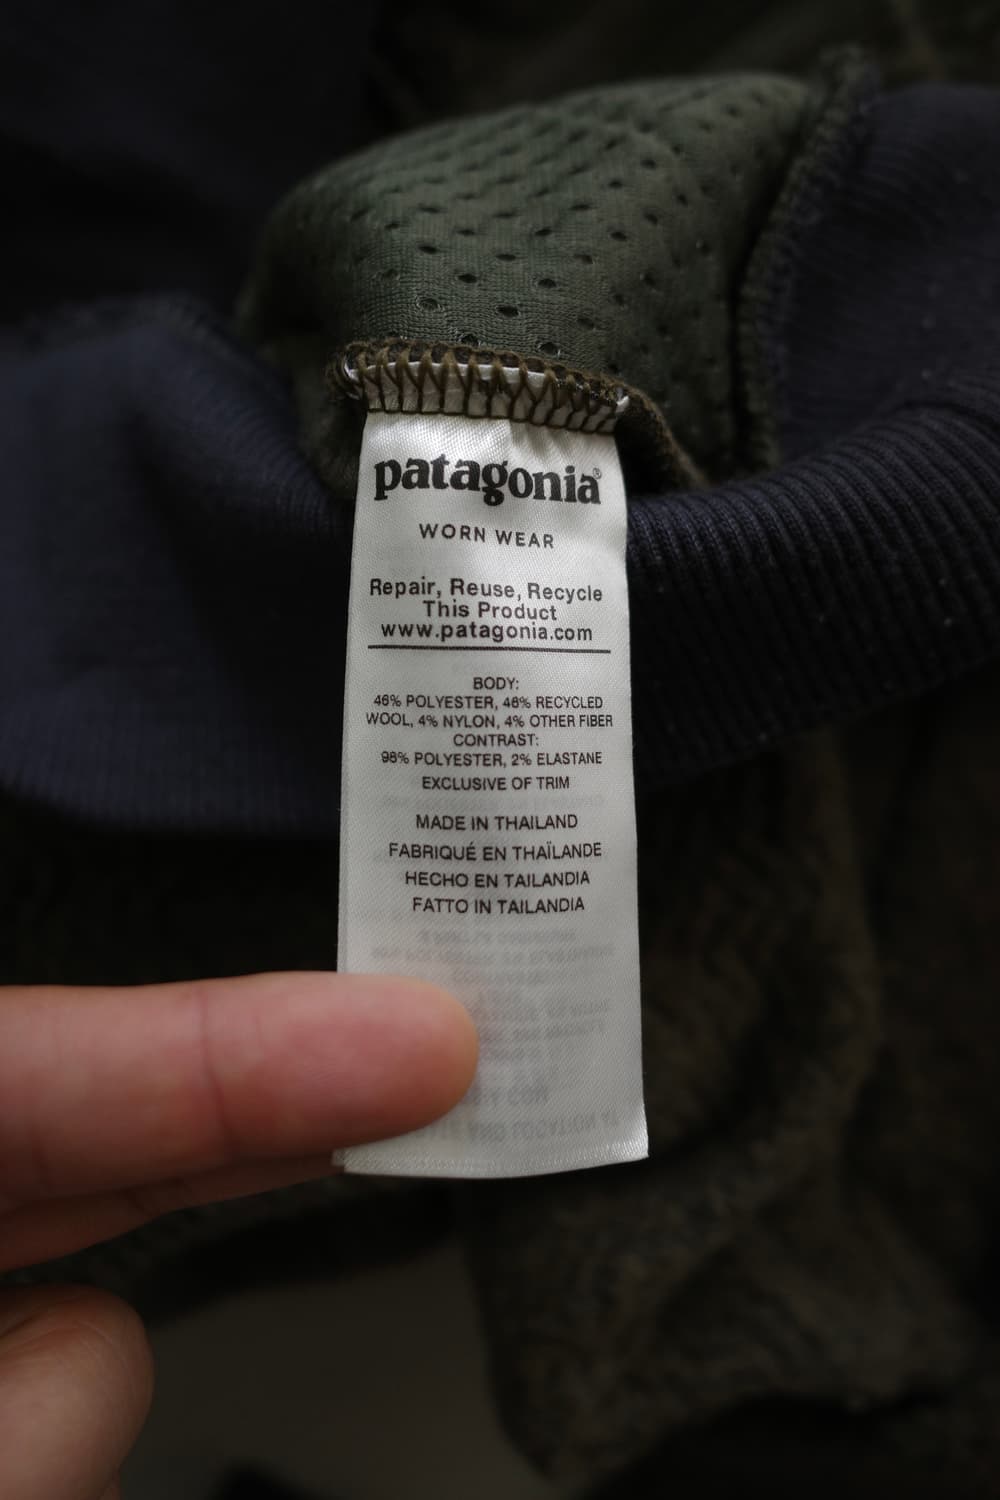 patagonia®
WORN WEAR
Repair, Reuse, Recycle
This Product
www.patagonia.com
BODY:
46% POLYESTER, 46% RECYCLED
WOOL, 4% NYLON, 4% OTHER FIBER
CONTRAST:
98% POLYESTER, 2% ELASTANE
EXCLUSIVE OF TRIM
MADE IN THAILAND
FABRIQUÉ EN THAÏLANDE
HECHO EN TAILANDIA
FATTO IN TAILANDIA